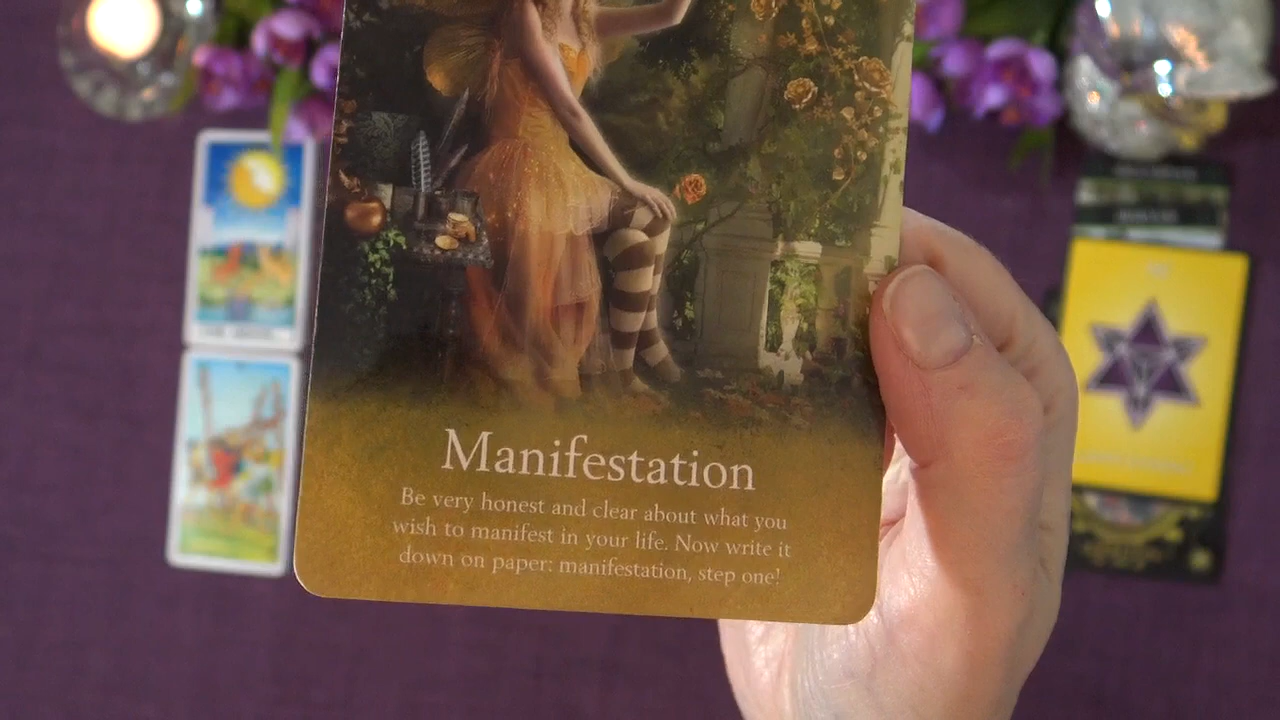 Manifestation
Be very honest and clear about what you
wish to manifest in your life. Now write it
down on paper: manifestation, step one!